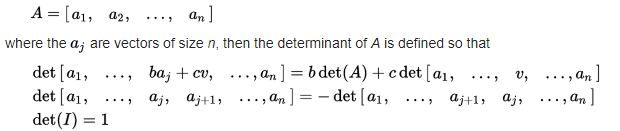 A = [a₁, a₂, ..., aₙ]
where the aⱼ are vectors of size n, then the determinant of A is defined so that
det [a₁, ..., baⱼ + cv, ..., aₙ] = b det(A) + c det [a₁, ..., v, ..., aₙ]
det [a₁, ..., aⱼ, aⱼ₊₁, ..., aₙ] = − det [a₁, ..., aⱼ₊₁, aⱼ, ..., aₙ]
det(I) = 1